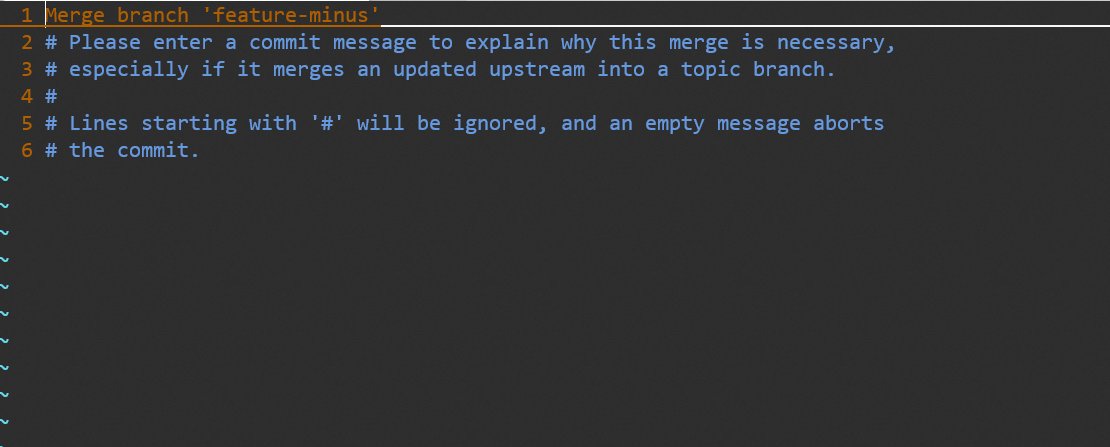 1 Merge branch 'feature-minus'
2 # Please enter a commit message to explain why this merge is necessary,
3 # especially if it merges an updated upstream into a topic branch.
4 #
5 # Lines starting with '#' will be ignored, and an empty message aborts
6 # the commit.
~
~
~
~
~
~
~
~
~
~